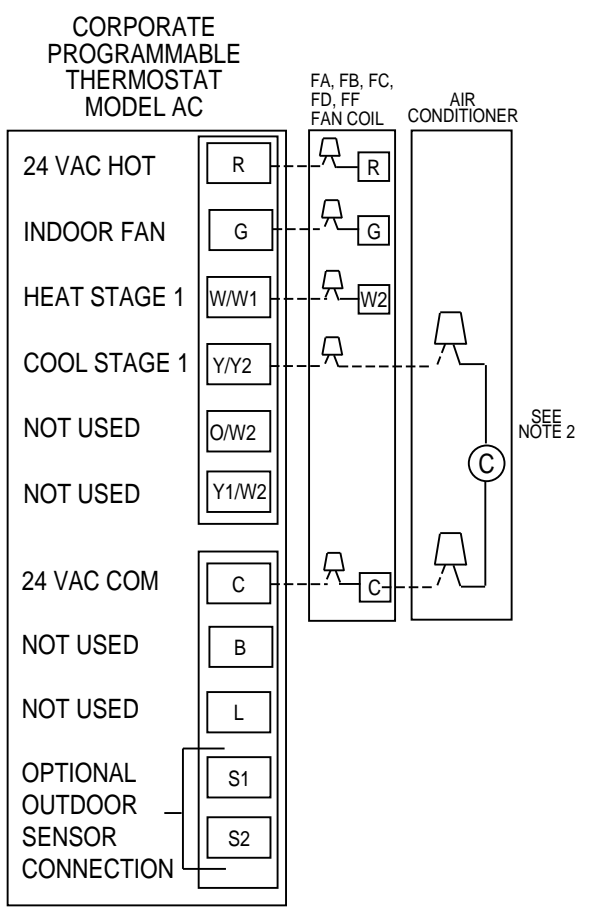 CORPORATE
PROGRAMMABLE
THERMOSTAT
MODEL AC
FA, FB, FC,
FD, FF
FAN COIL
AIR
CONDITIONER
24 VAC HOT
R
R
INDOOR FAN
G
G
HEAT STAGE 1
W/W1
W2
COOL STAGE 1
Y/Y2
NOT USED
O/W2
SEE
NOTE 2
C
NOT USED
Y1/W2
24 VAC COM
C
C
NOT USED
B
NOT USED
L
OPTIONAL
OUTDOOR
SENSOR
CONNECTION
S1
S2